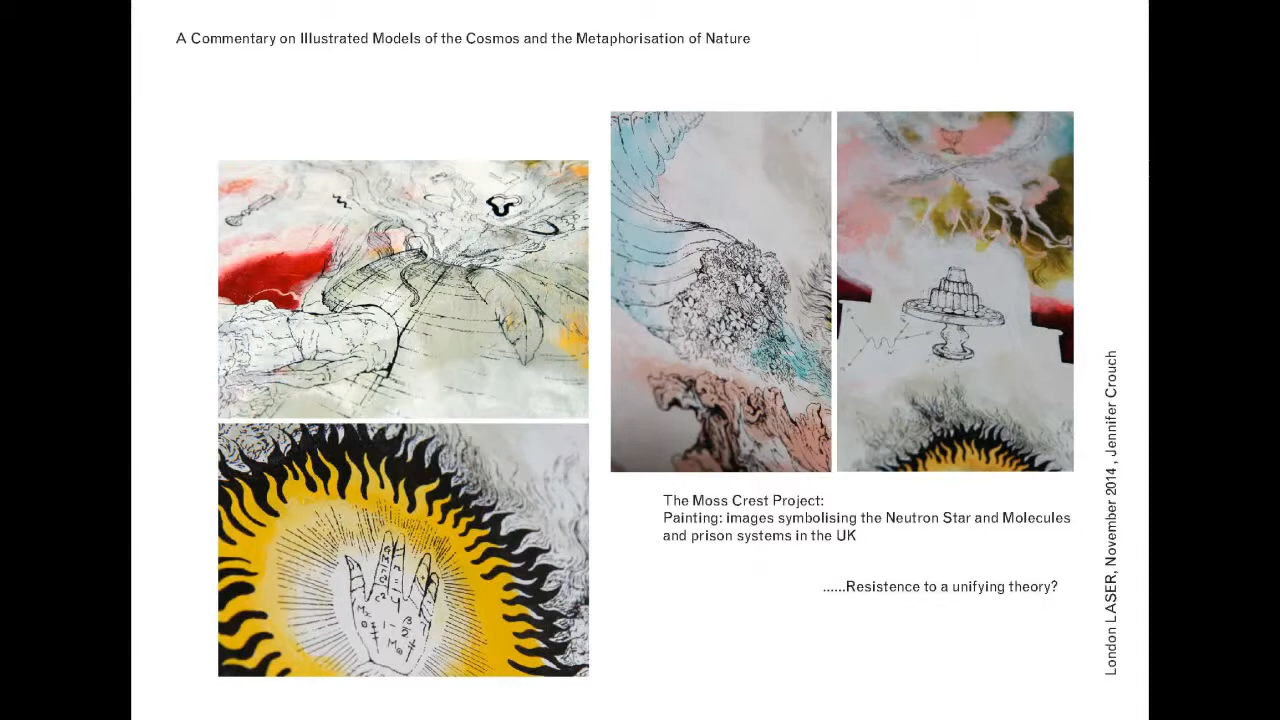 A Commentary on Illustrated Models of the Cosmos and the Metaphorisation of Nature
The Moss Crest Project:
Painting: images symbolising the Neutron Star and Molecules
and prison systems in the UK
......Resistence to a unifying theory?
London LASER, November 2014 , Jennifer Crouch